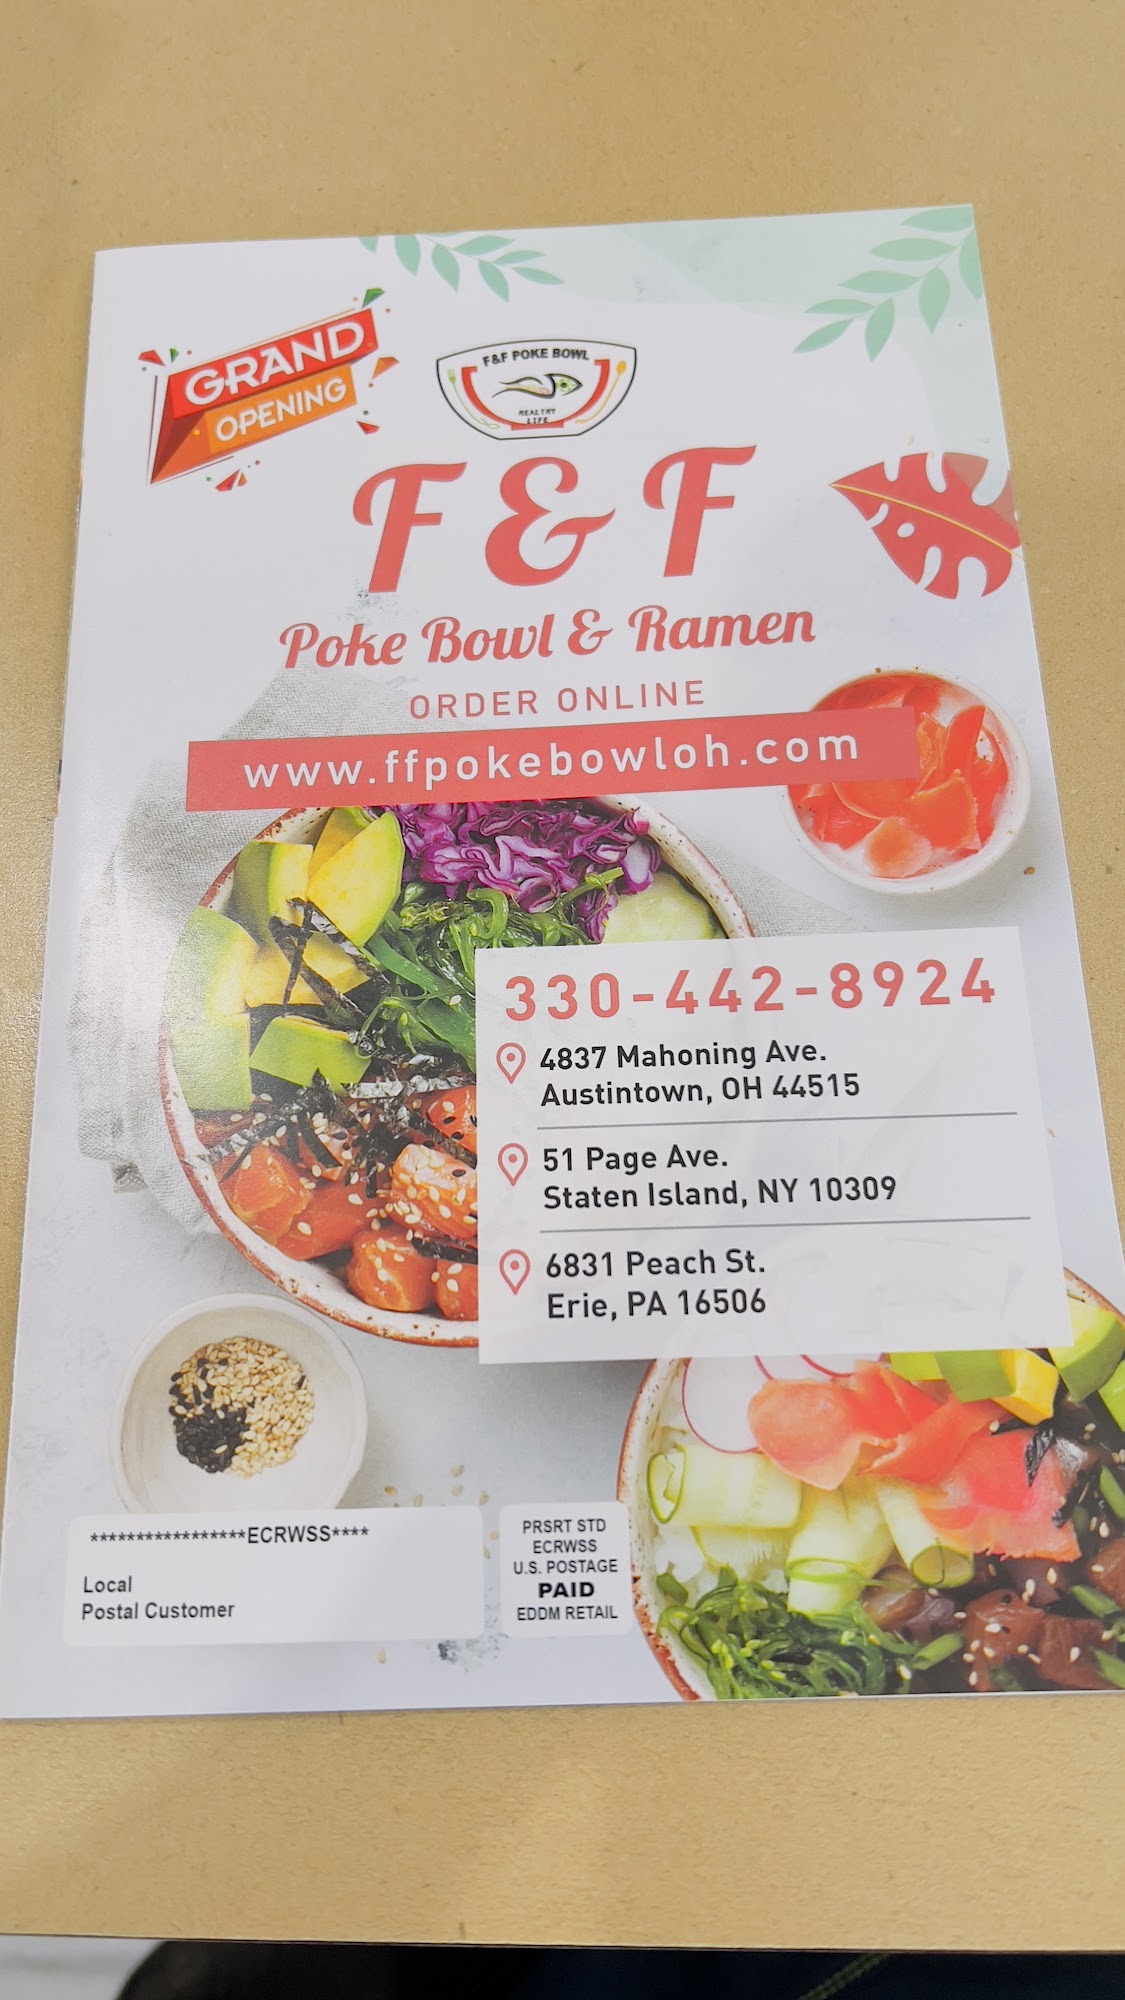 GRAND
OPENING
F&F POKE BOWL
HEALTHY
LIFE
F & F
Poke Bowl & Ramen
ORDER ONLINE
www.ffpokebowloh.com
330-442-8924
4837 Mahoning Ave.
Austintown, OH 44515
51 Page Ave.
Staten Island, NY 10309
6831 Peach St.
Erie, PA 16506
*****************ECRWSS****
Local
Postal Customer
PRSRT STD
ECRWSS
U.S. POSTAGE
PAID
EDDM RETAIL